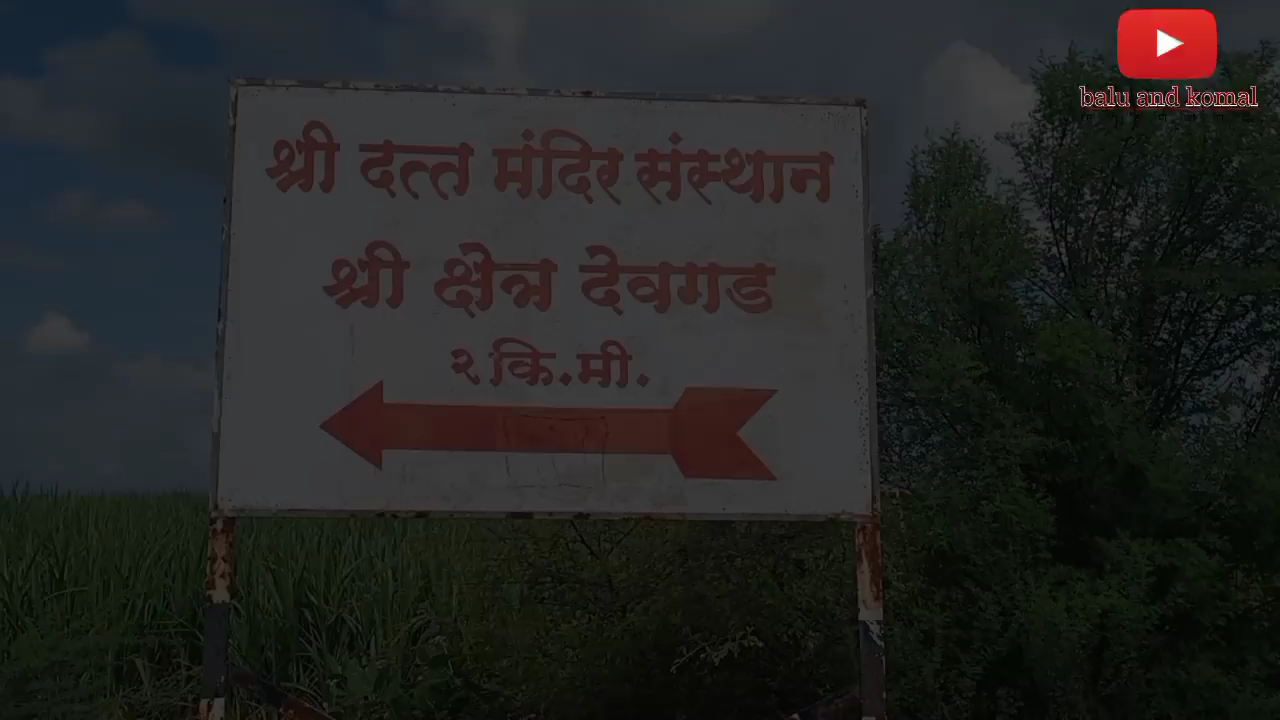 balu and komal
श्री दत्त मंदिर संस्थान
श्री क्षेत्र देवगड
२ कि.मी.